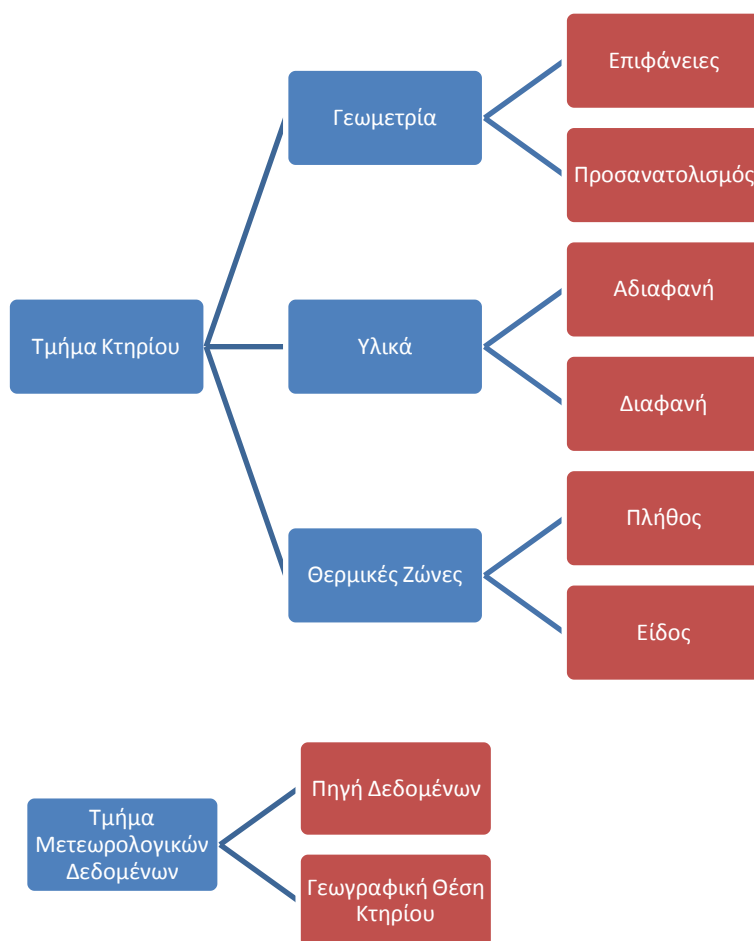 Επιφάνειες
Γεωμετρία
Προσανατολισμός
Αδιαφανή
Τμήμα Κτηρίου
Υλικά
Διαφανή
Πλήθος
Θερμικές Ζώνες
Είδος
Πηγή Δεδομένων
Τμήμα
Μετεωρολογικών
Δεδομένων
Γεωγραφική Θέση
Κτηρίου